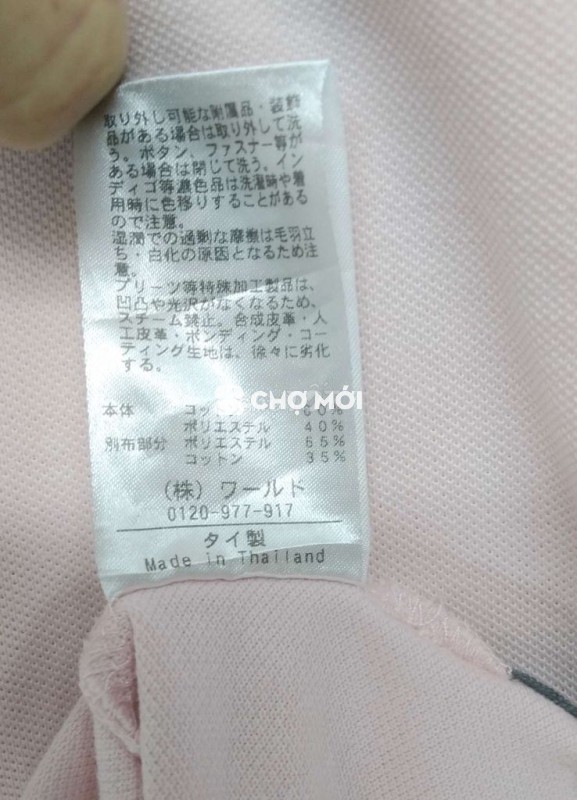 取り外し可能な附属品・装飾
品がある場合は取り外して洗
う。ボタン、ファスナー等が
ある場合は閉じて洗う。イン
ディゴ等濃色品は洗濯時や着
用時に色移りすることがある
ので注意。
湿潤での過剰な摩擦は毛羽立
ち・白化の原因となるため注
意。
プリーツ等特殊加工製品は、
凹凸や光沢がなくなるため、
スチーム禁止。合成皮革・人
工皮革・ボンディング・コー
ティング生地は、徐々に劣化
する。
CHỢ MỚI
本体 コットン 60%
ポリエステル 40%
別布部分 ポリエステル 65%
コットン 35%
(株) ワールド
0120-977-917
タイ製
Made in Thailand